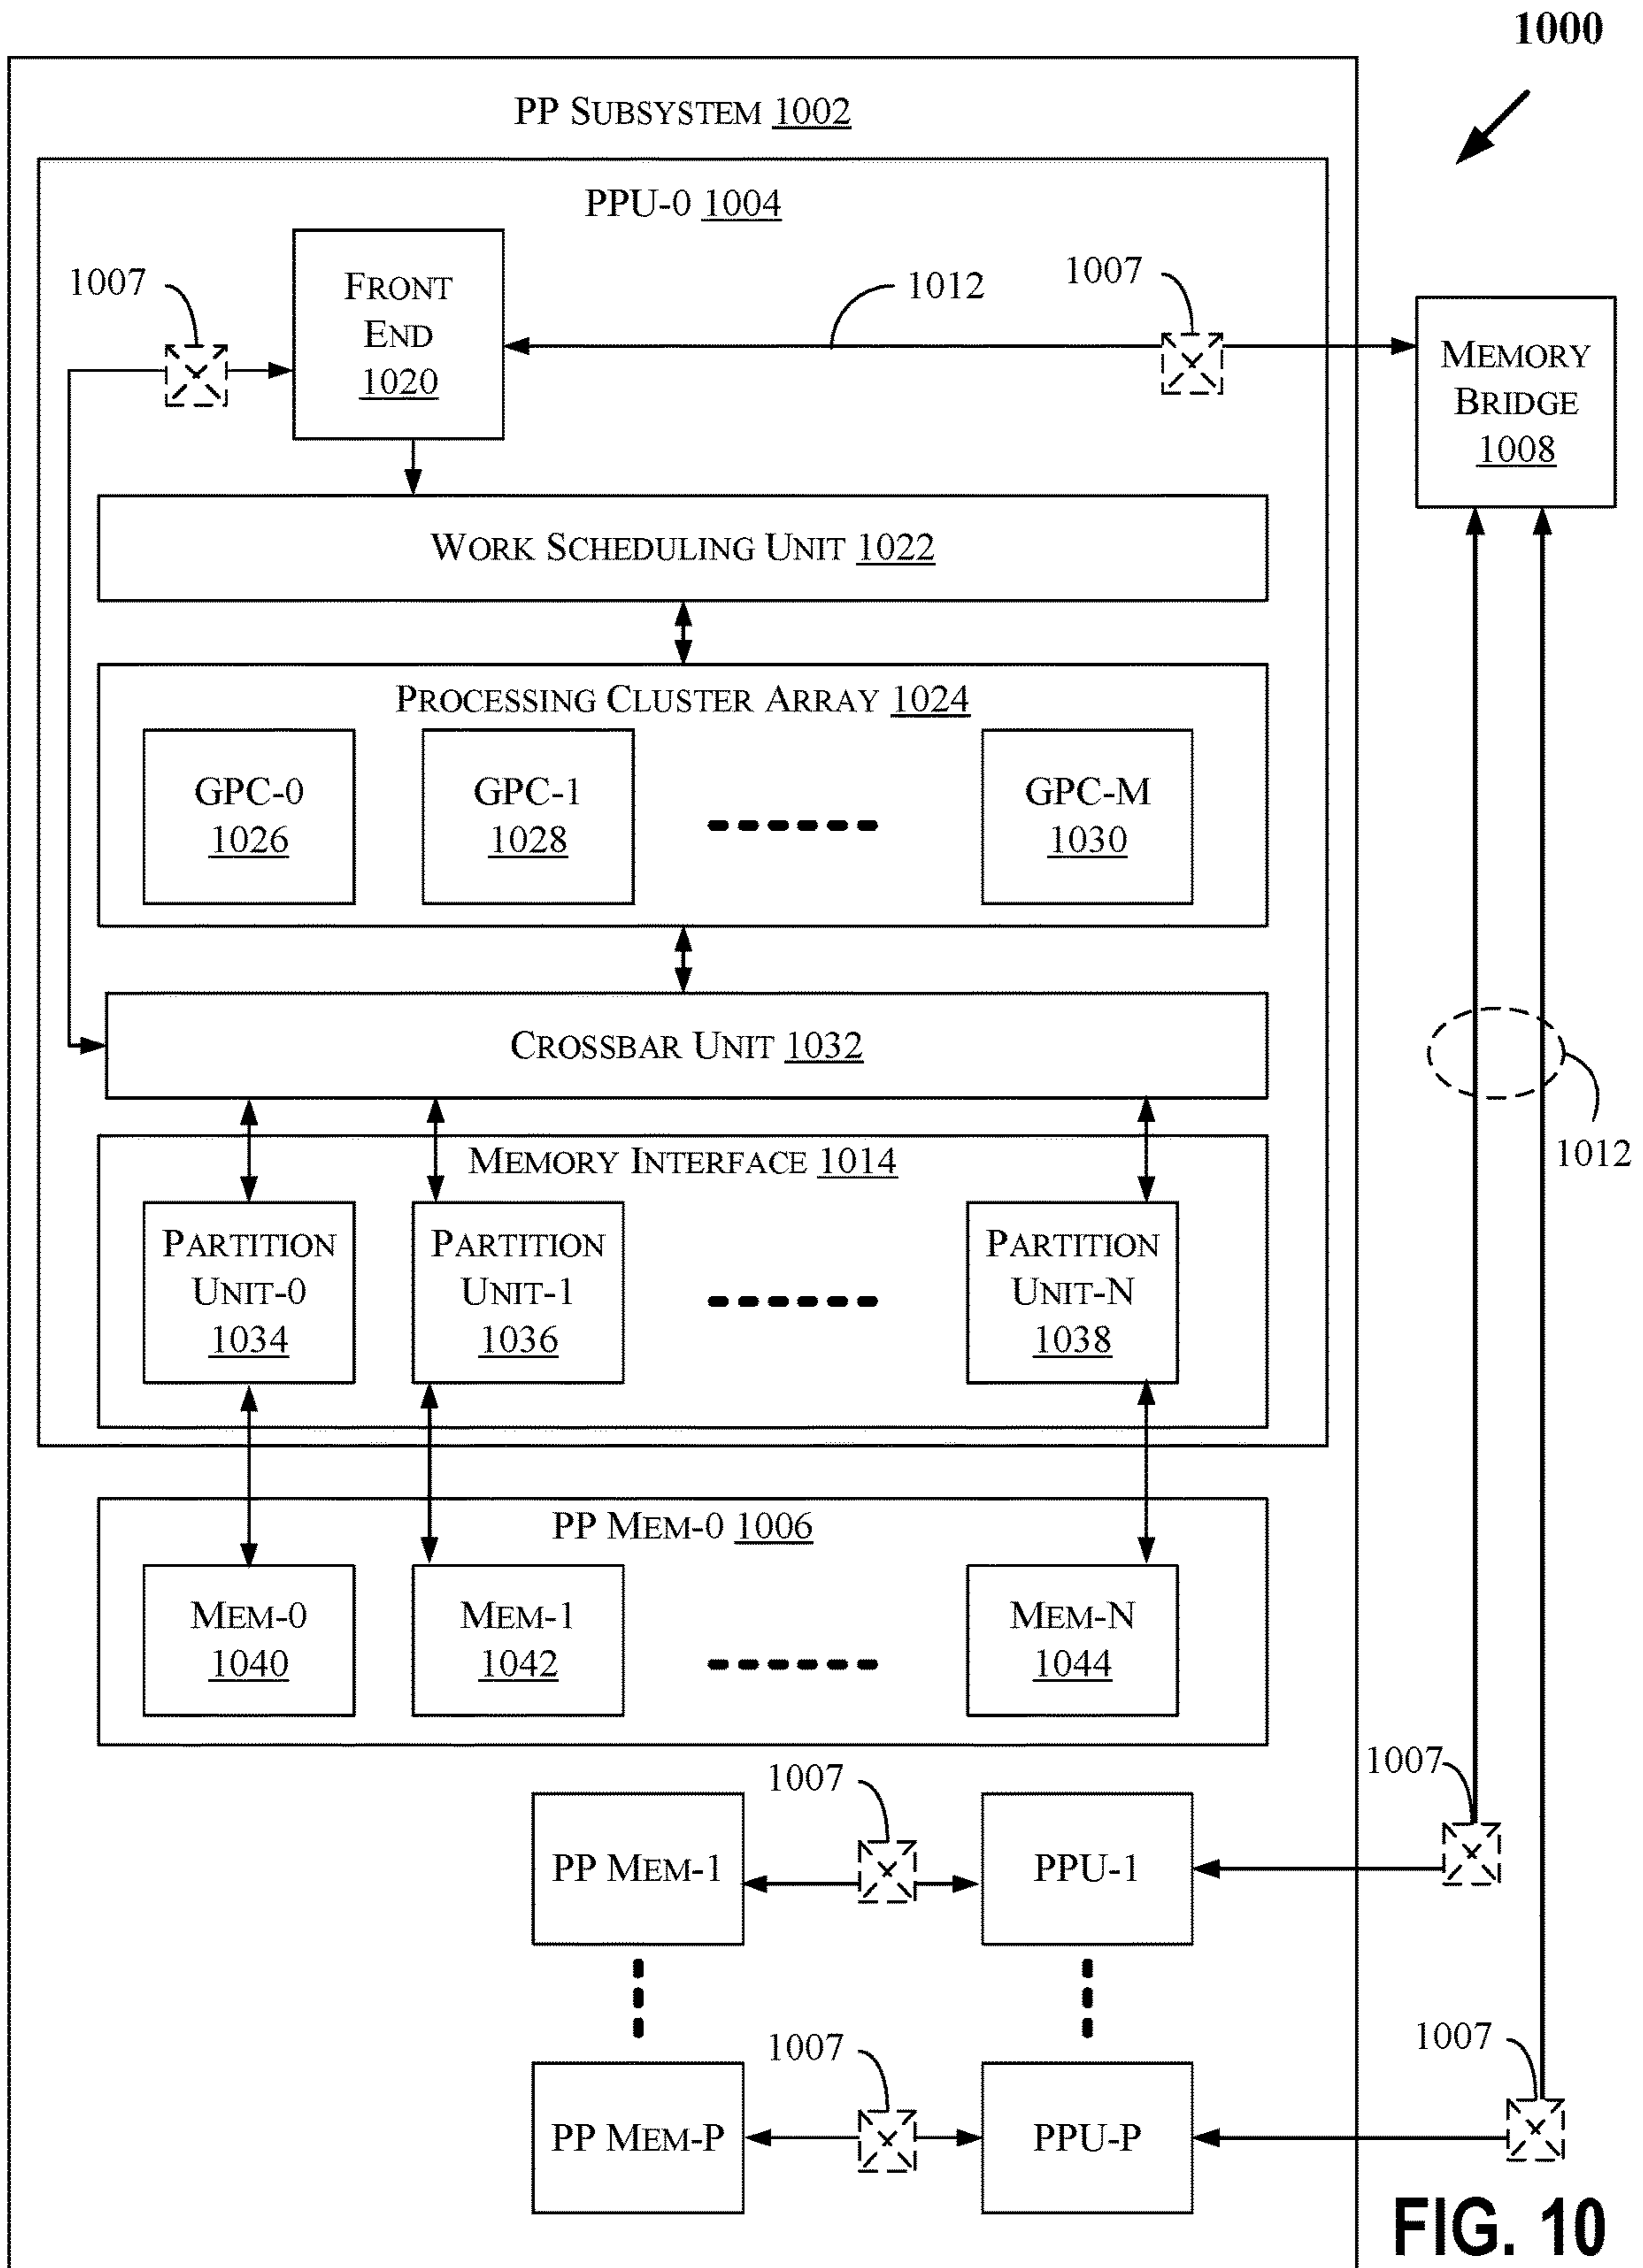 1000
PP SUBSYSTEM 1002
PPU-0 1004
1007
FRONT
END
1020
1012
1007
MEMORY
BRIDGE
1008
WORK SCHEDULING UNIT 1022
PROCESSING CLUSTER ARRAY 1024
GPC-0
1026
GPC-1
1028
GPC-M
1030
CROSSBAR UNIT 1032
1012
MEMORY INTERFACE 1014
PARTITION
UNIT-0
1034
PARTITION
UNIT-1
1036
PARTITION
UNIT-N
1038
PP MEM-0 1006
MEM-0
1040
MEM-1
1042
MEM-N
1044
1007
1007
PP MEM-1
PPU-1
1007
1007
PP MEM-P
PPU-P
FIG. 10